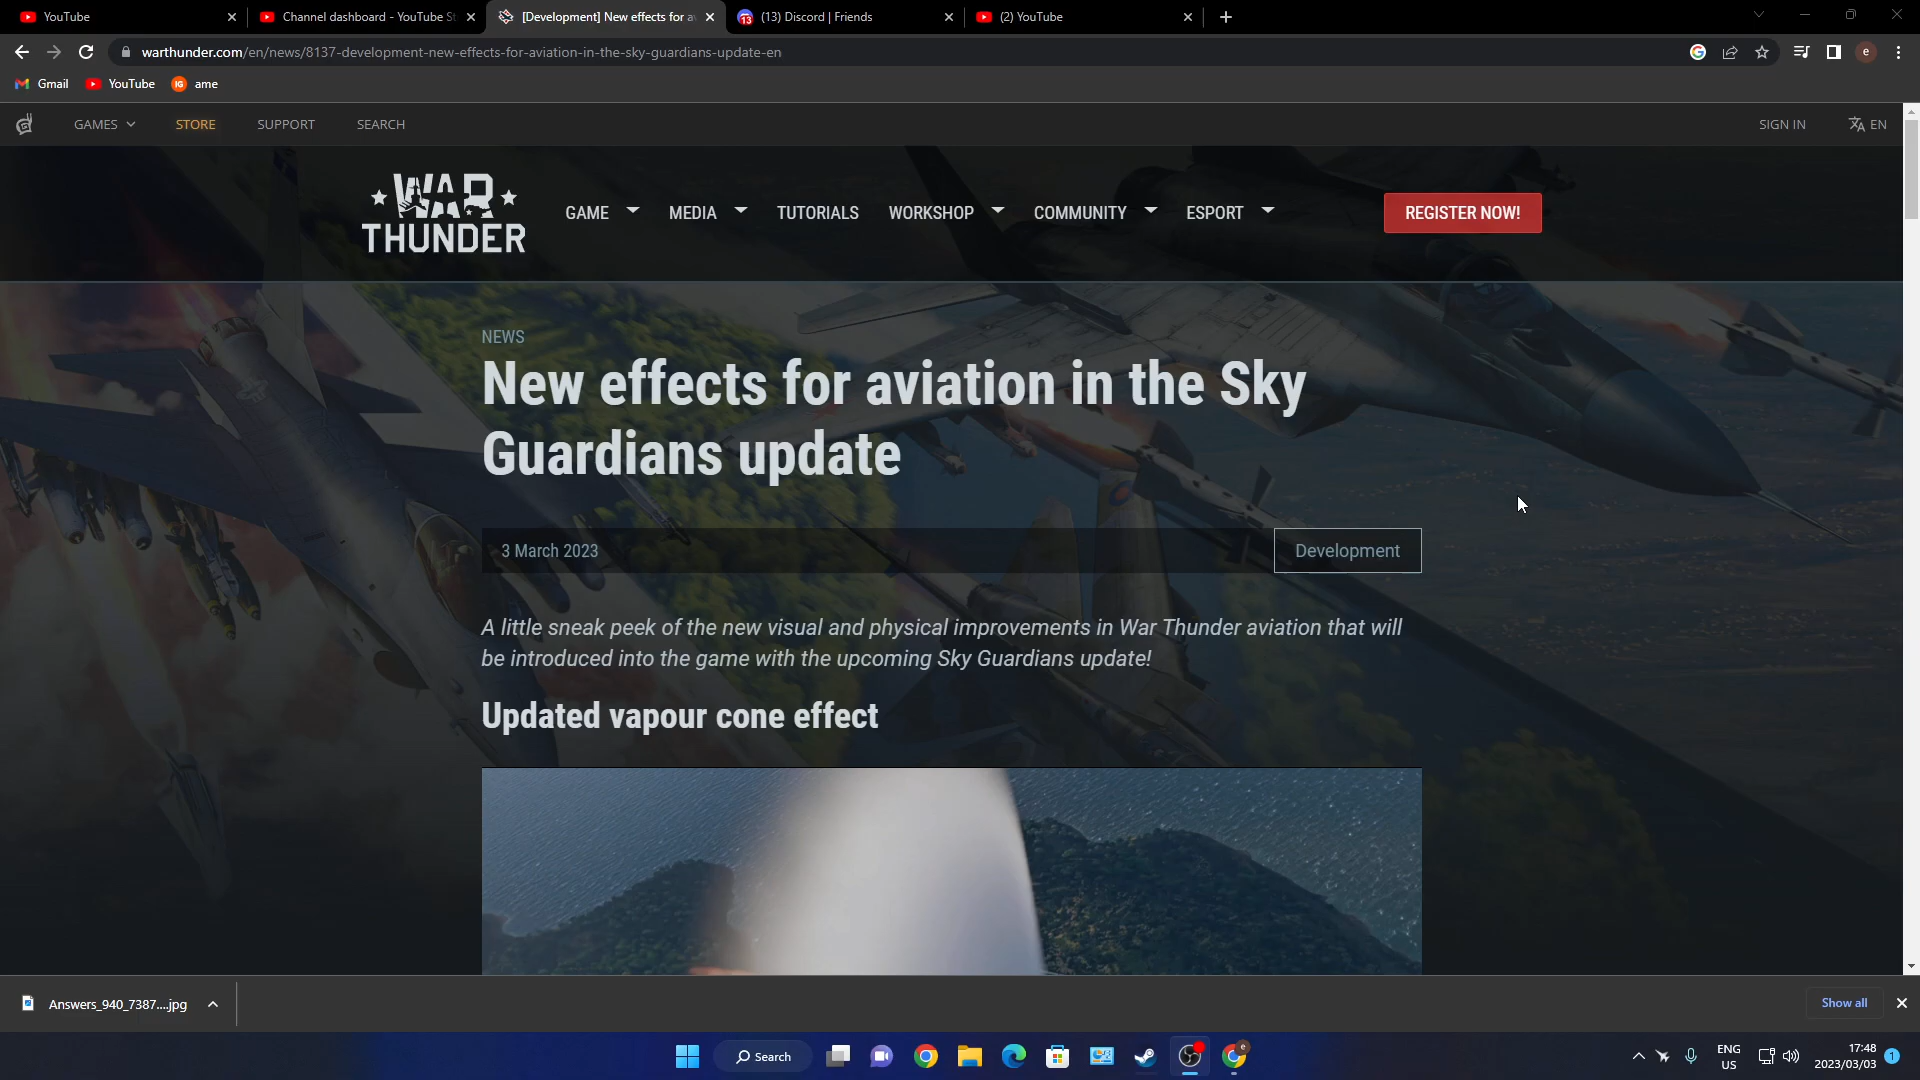 YouTube
Channel dashboard - YouTube St
[Development] New effects for av
(13) Discord | Friends
(2) YouTube
warthunder.com/en/news/8137-development-new-effects-for-aviation-in-the-sky-guardians-update-en
Gmail
YouTube
ame
GAMES
STORE
SUPPORT
SEARCH
SIGN IN
EN
WAR
THUNDER
GAME
MEDIA
TUTORIALS
WORKSHOP
COMMUNITY
ESPORT
REGISTER NOW!
NEWS
New effects for aviation in the Sky
Guardians update
3 March 2023
Development
A little sneak peek of the new visual and physical improvements in War Thunder aviation that will
be introduced into the game with the upcoming Sky Guardians update!
Updated vapour cone effect
Answers_940_7387....jpg
Show all
Search
ENG
US
17:48
2023/03/03
1